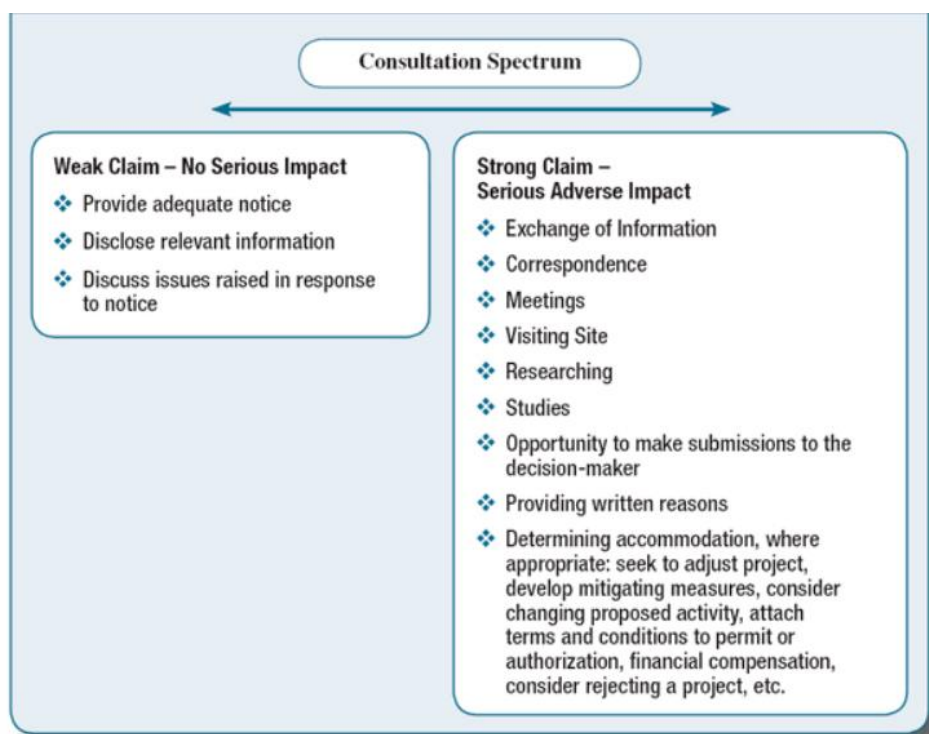 Consultation Spectrum
Weak Claim – No Serious Impact
❖ Provide adequate notice
❖ Disclose relevant information
❖ Discuss issues raised in response
to notice
Strong Claim –
Serious Adverse Impact
❖ Exchange of Information
❖ Correspondence
❖ Meetings
❖ Visiting Site
❖ Researching
❖ Studies
❖ Opportunity to make submissions to the
decision-maker
❖ Providing written reasons
❖ Determining accommodation, where
appropriate: seek to adjust project,
develop mitigating measures, consider
changing proposed activity, attach
terms and conditions to permit or
authorization, financial compensation,
consider rejecting a project, etc.